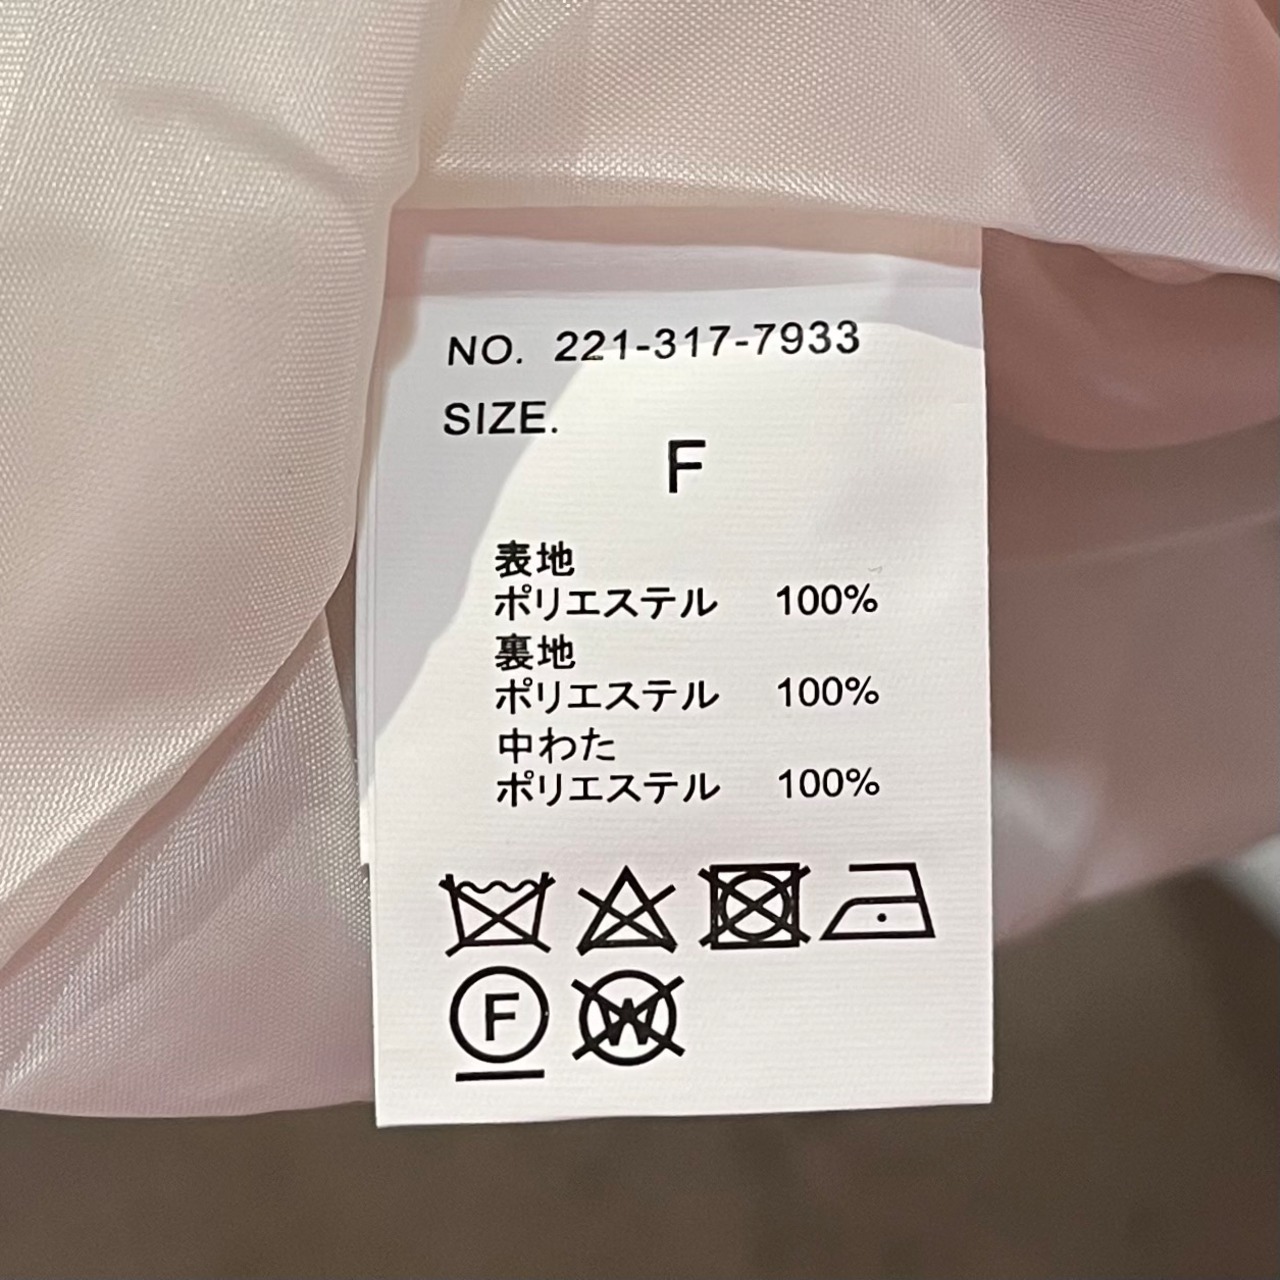 NO. 221-317-7933
SIZE.
F
表地
ポリエステル 100%
裏地
ポリエステル 100%
中わた
ポリエステル 100%
F W